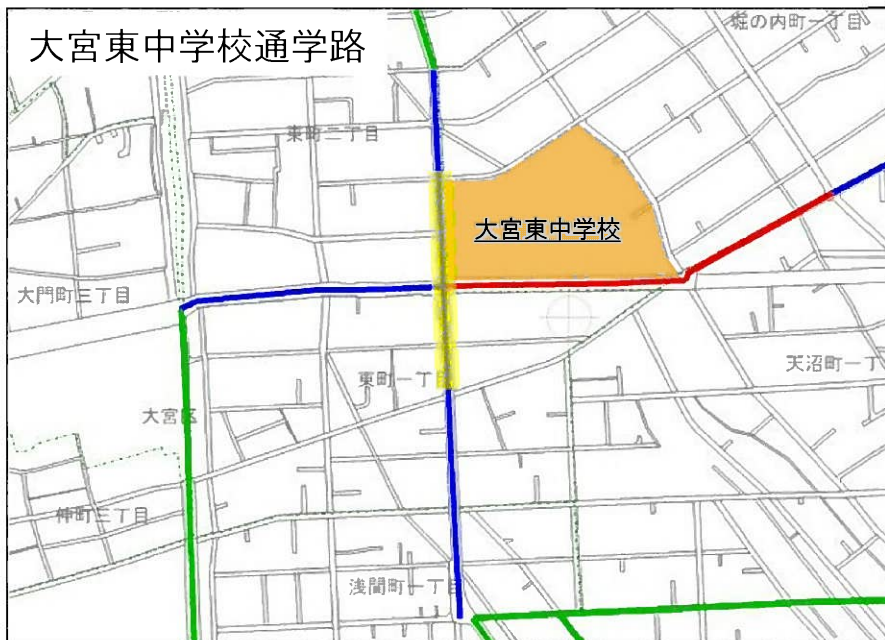 大宮東中学校通学路
堀の内町一丁目
東町二丁目
大宮東中学校
大門町三丁目
東町一丁目
天沼町一丁
大宮区
仲町三丁目
浅間町一丁目